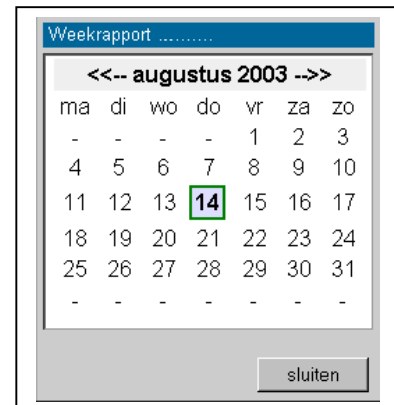 Weekrapport ..........
<<-- augustus 2003 -->>
ma di wo do vr za zo
- - - - 1 2 3
4 5 6 7 8 9 10
11 12 13 14 15 16 17
18 19 20 21 22 23 24
25 26 27 28 29 30 31
- - - - - - -
sluiten